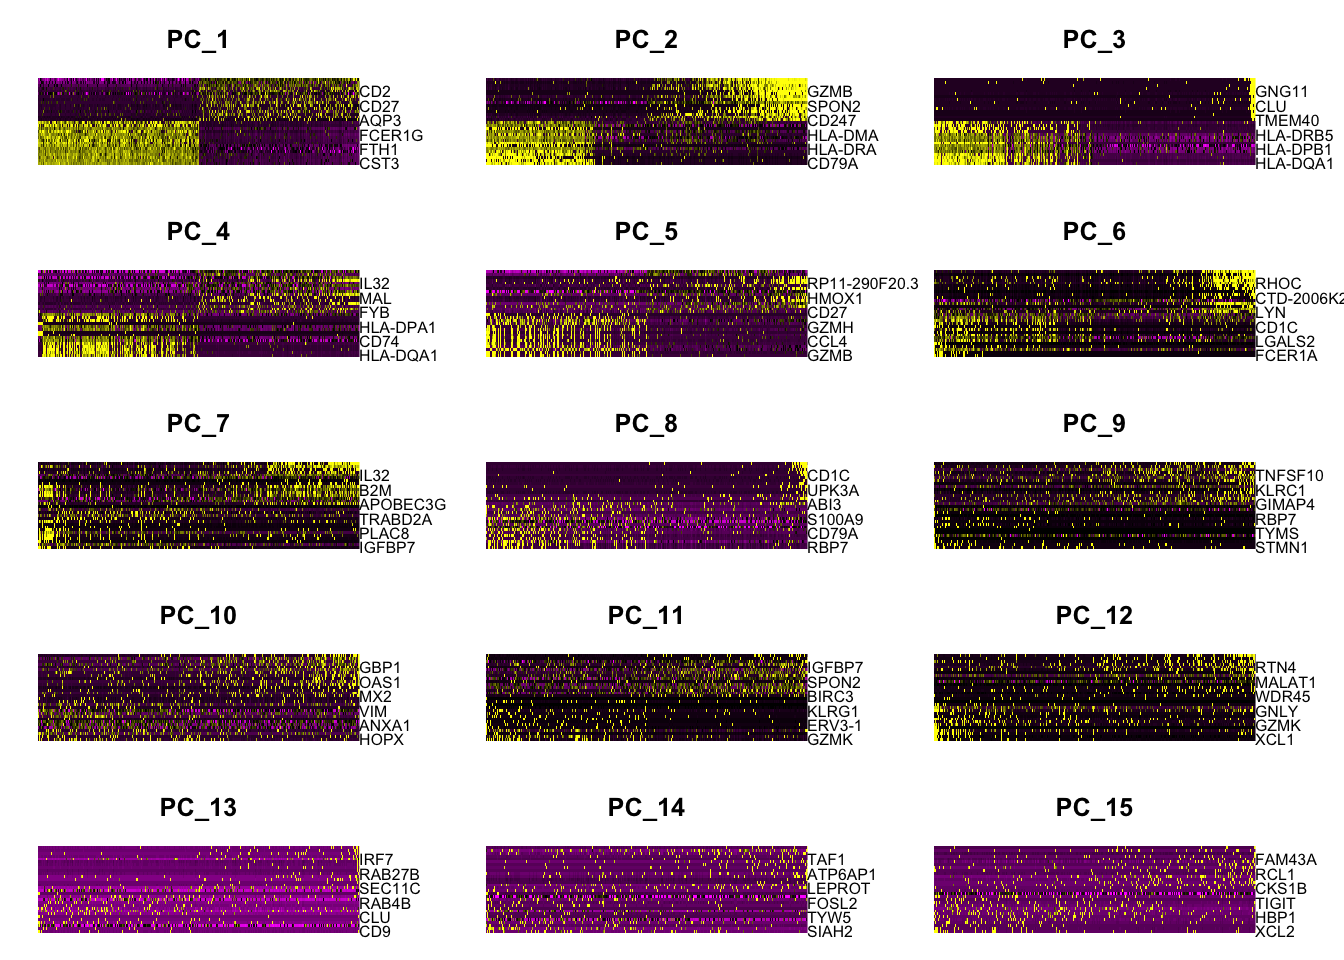 PC_1
CD2
CD27
AQP3
FCER1G
FTH1
CST3
PC_2
GZMB
SPON2
CD247
HLA-DMA
HLA-DRA
CD79A
PC_3
GNG11
CLU
TMEM40
HLA-DRB5
HLA-DPB1
HLA-DQA1
PC_4
IL32
MAL
FYB
HLA-DPA1
CD74
HLA-DQA1
PC_5
RP11-290F20.3
HMOX1
CD27
GZMH
CCL4
GZMB
PC_6
RHOC
CTD-2006K2
LYN
CD1C
LGALS2
FCER1A
PC_7
IL32
B2M
APOBEC3G
TRABD2A
PLAC8
IGFBP7
PC_8
CD1C
UPK3A
ABI3
S100A9
CD79A
RBP7
PC_9
TNFSF10
KLRC1
GIMAP4
RBP7
TYMS
STMN1
PC_10
GBP1
OAS1
MX2
VIM
ANXA1
HOPX
PC_11
IGFBP7
SPON2
BIRC3
KLRG1
ERV3-1
GZMK
PC_12
RTN4
MALAT1
WDR45
GNLY
GZMK
XCL1
PC_13
IRF7
RAB27B
SEC11C
RAB4B
CLU
CD9
PC_14
TAF1
ATP6AP1
LEPROT
FOSL2
TYW5
SIAH2
PC_15
FAM43A
RCL1
CKS1B
TIGIT
HBP1
XCL2